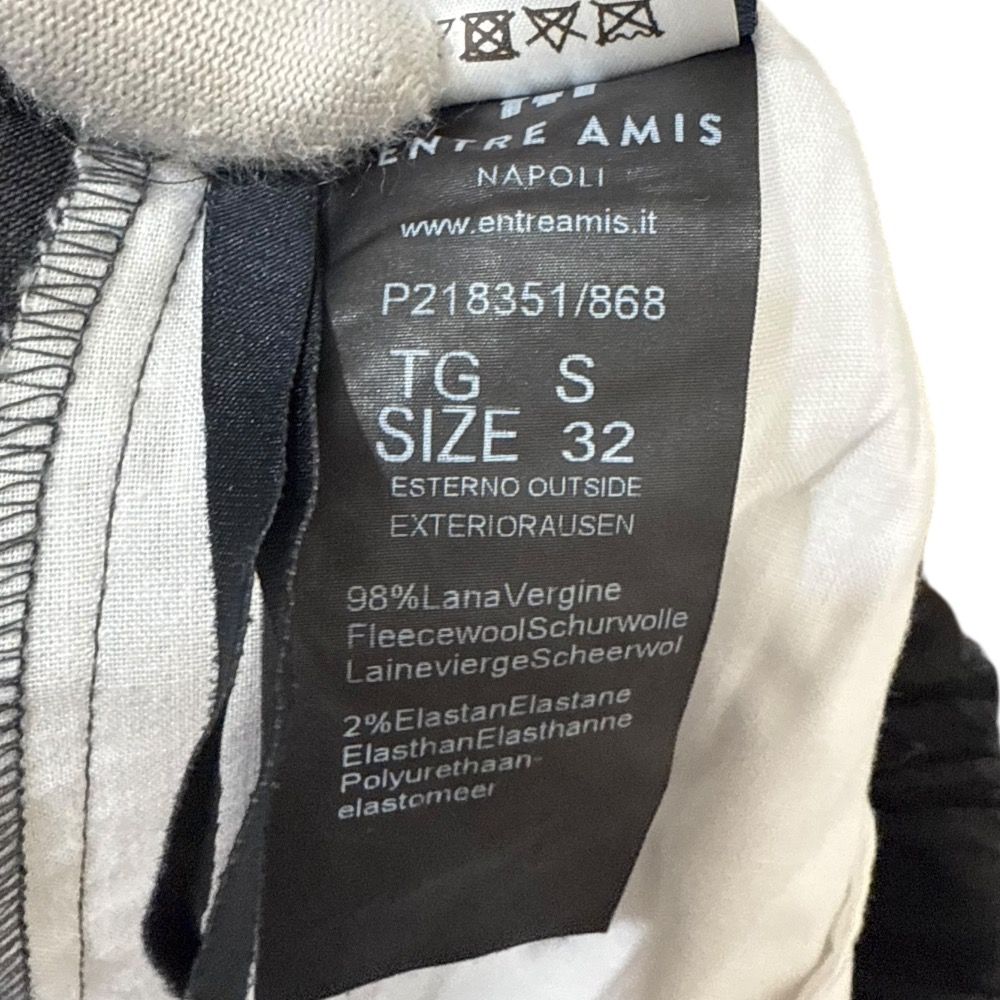 ENTRE AMIS
NAPOLI
www.entreamis.it
P218351/868
TG S
SIZE 32
ESTERNO OUTSIDE
EXTERIORAUSEN
98%LanaVergine
FleecewoolSchurwolle
LaineviergeScheerwol
2%ElastanElastane
ElasthanElasthanne
Polyurethaan-
elastomeer